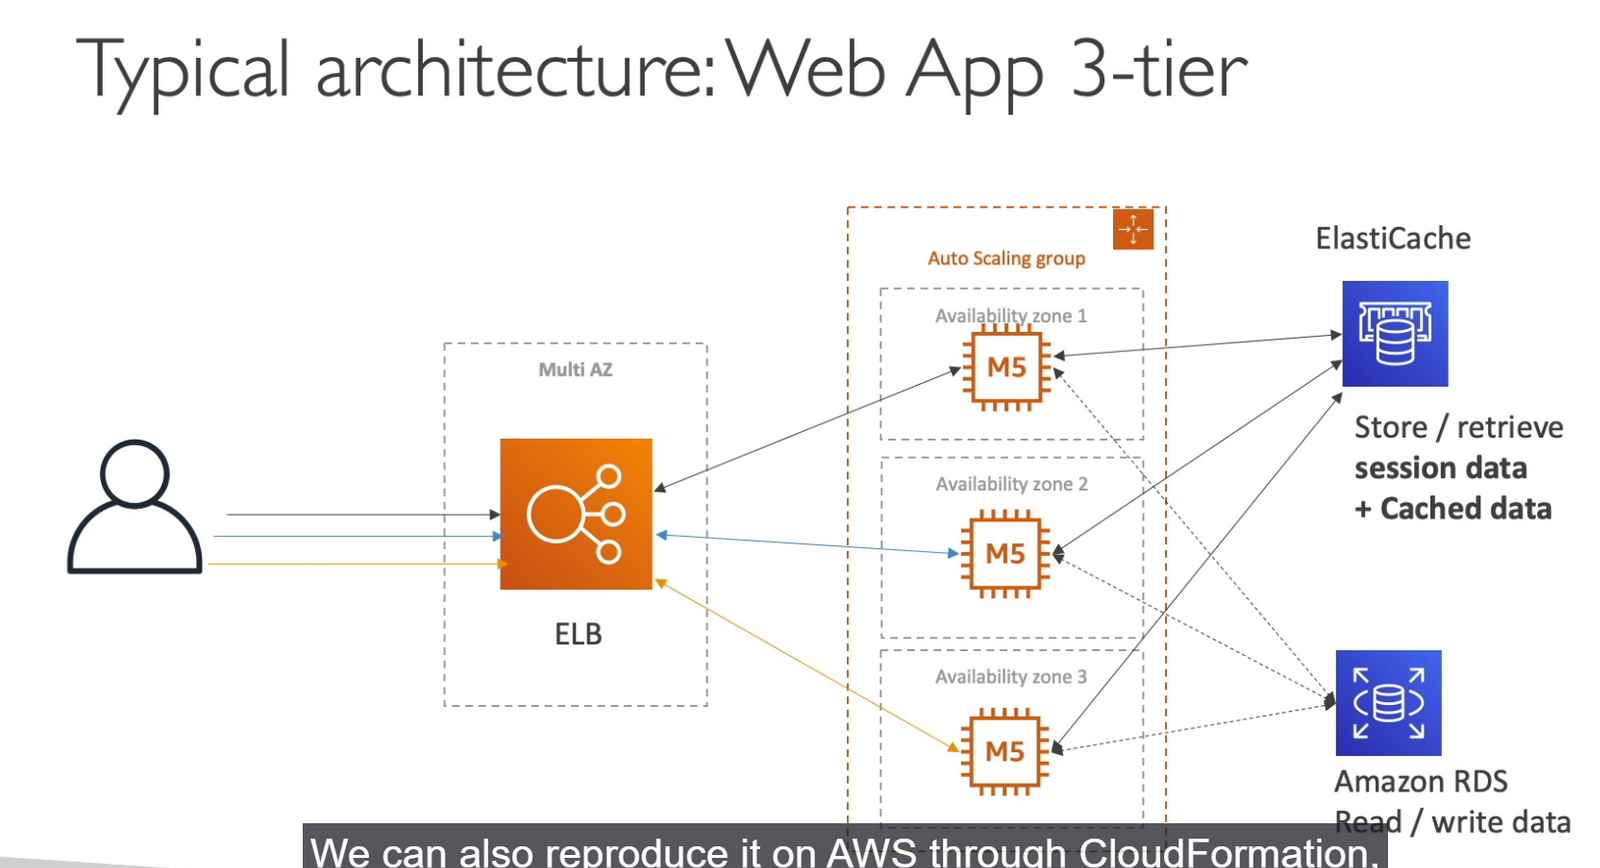 Typical architecture: Web App 3-tier
ElastiCache
Auto Scaling group
Availability zone 1
M5
Multi AZ
Store / retrieve
session data
+ Cached data
Availability zone 2
M5
ELB
Availability zone 3
M5
Amazon RDS
Read / write data
We can also reproduce it on AWS through CloudFormation.